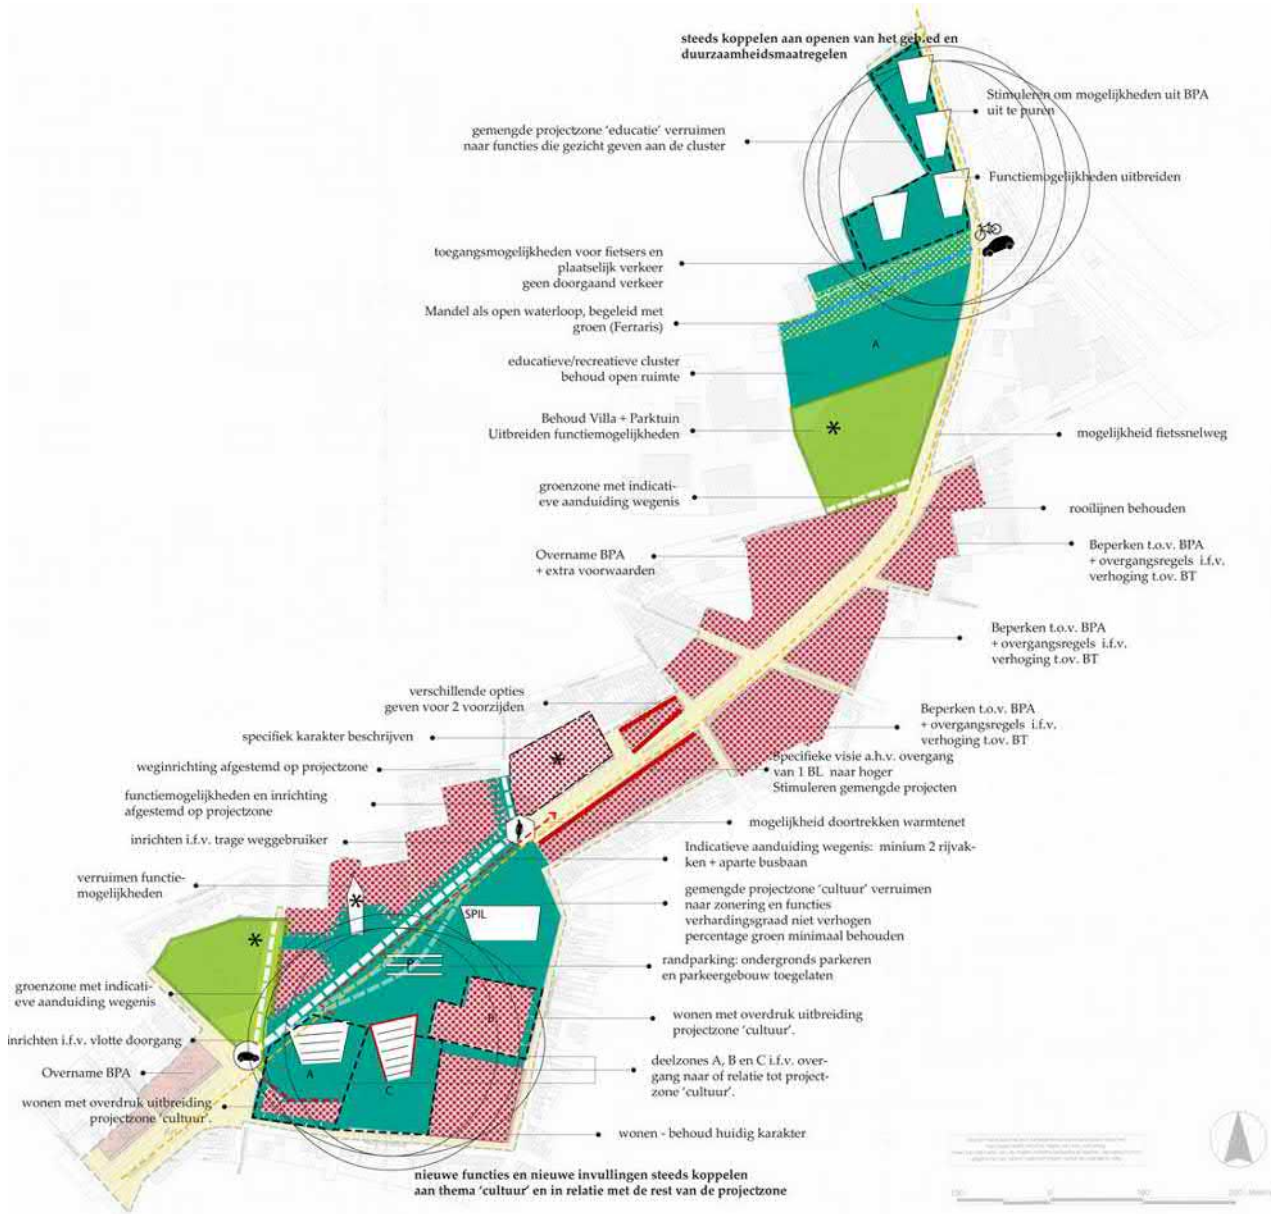 steeds koppelen aan openen van het gebied en
duurzaamheidsmaatregelen
Stimuleren om mogelijkheden uit BPA
uit te puren
gemengde projectzone 'educatie' verruimen
naar functies die gezicht geven aan de cluster
Functiemogelijkheden uitbreiden
toegangsmogelijkheden voor fietsers en
plaatselijk verkeer
geen doorgaand verkeer
Mandel als open waterloop, begeleid met
groen (Ferraris)
A
educatieve/recreatieve cluster
behoud open ruimte
Behoud Villa + Parktuin
Uitbreiden functiemogelijkheden
*
mogelijkheid fietssnelweg
groenzone met indicati-
eve aanduiding wegenis
rooilijnen behouden
Overname BPA
+ extra voorwaarden
Beperken t.o.v. BPA
+ overgangsregels i.f.v.
verhoging t.ov. BT
Beperken t.o.v. BPA
+ overgangsregels i.f.v.
verhoging t.ov. BT
verschillende opties
geven voor 2 voorzijden
Beperken t.o.v. BPA
+ overgangsregels i.f.v.
verhoging t.ov. BT
specifiek karakter beschrijven
*
Specifieke visie a.h.v. overgang
van 1 BL naar hoger
Stimuleren gemengde projecten
weginrichting afgestemd op projectzone
functiemogelijkheden en inrichting
afgestemd op projectzone
mogelijkheid doortrekken warmtenet
inrichten i.f.v. trage weggebruiker
Indicatieve aanduiding wegenis: minium 2 rijvak-
ken + aparte busbaan
verruimen functie-
mogelijkheden
*
gemengde projectzone 'cultuur' verruimen
naar zonering en functies
verhardingsgraad niet verhogen
percentage groen minimaal behouden
SPIL
*
P
randparking: ondergronds parkeren
en parkeergebouw toegelaten
groenzone met indicati-
eve aanduiding wegenis
B
wonen met overdruk uitbreiding
projectzone 'cultuur'.
inrichten i.f.v. vlotte doorgang
Overname BPA
A
C
deelzones A, B en C i.f.v. over-
gang naar of relatie tot project-
zone 'cultuur'.
wonen met overdruk uitbreiding
projectzone 'cultuur'.
wonen - behoud huidig karakter
nieuwe functies en nieuwe invullingen steeds koppelen
aan thema 'cultuur' en in relatie met de rest van de projectzone